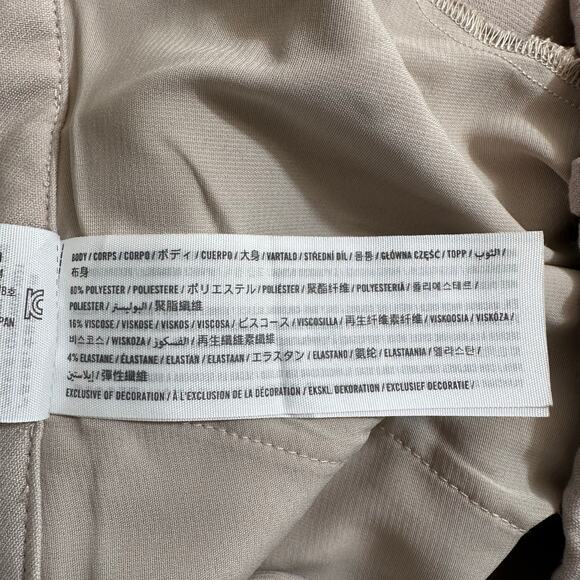 BODY / CORPS / CORPO / ボディ / CUERPO / 大身 / VARTALO / STŘEDNÍ DÍL / 몸통 / GŁÓWNA CZĘŚĆ / TOPP / الثوب /
布身
80% POLYESTER / POLIESTERE / ポリエステル / POLIÉSTER / 聚酯纤维 / POLYESTERIÄ / 폴리에스테르 /
POLIESTER / البوليستر / 聚脂纖維
16% VISCOSE / VISKOSE / VISKOS / VISCOSA / ビスコース / VISCOSILLA / 再生纤维素纤维 / VISKOOSIA / VISKÓZA /
비스코스 / WISKOZA / الفسكوز / 再生纖維素纖維
4% ELASTANE / ÉLASTANE / ELASTAN / ELASTAAN / エラスタン / ELASTANO / 氨纶 / ELASTAANIA / 엘라스탄 /
إيلاستين / 彈性纖維
EXCLUSIVE OF DECORATION / À L'EXCLUSION DE LA DÉCORATION / EKSKL. DEKORATION / EXCLUSIEF DECORATIE /
PAN